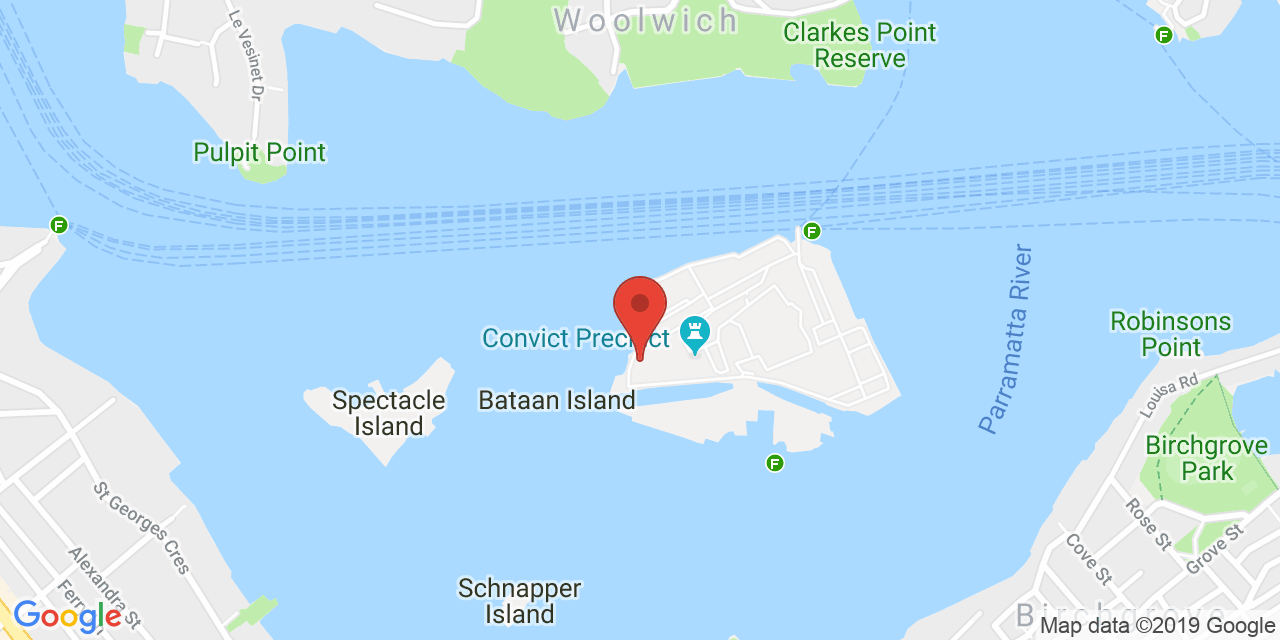 Woolwich
Clarkes Point
Reserve
F
Le Vesinet Dr
Pulpit Point
F
F
Parramatta River
Convict Precinct
Robinsons
Point
Louisa Rd
Spectacle
Island
Bataan Island
Birchgrove
Park
F
St Georges Cres
Rose St
Grove St
Cove St
Alexandra St
Schnapper
Island
Birchgrove
Google
Map data ©2019 Google